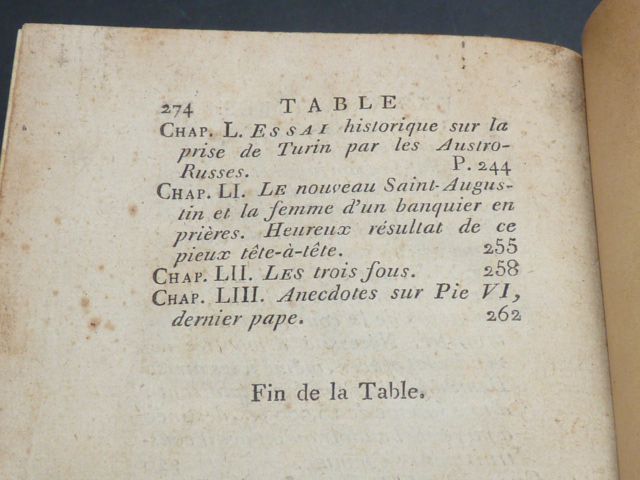 274 TABLE
CHAP. L. ESSAI historique sur la
prise de Turin par les Austro-
Russes. P. 244
CHAP. LI. LE nouveau Saint-Augus-
tin et la femme d'un banquier en
prières. Heureux résultat de ce
pieux tête-à-tête. 255
CHAP. LII. LES trois fous. 258
CHAP. LIII. Anecdotes sur Pie VI,
dernier pape. 262
Fin de la Table.